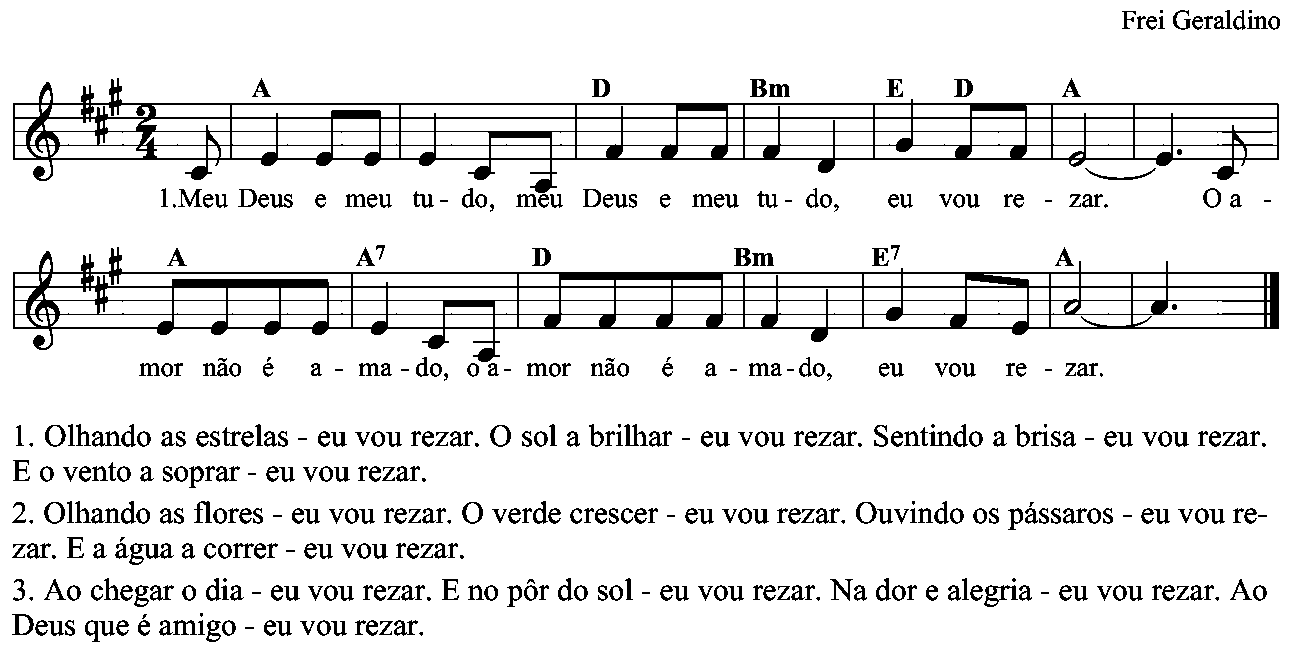 Frei Geraldino
A D Bm E D A
2
4
1.Meu Deus e meu tu - do, meu Deus e meu tu - do, eu vou re - zar. O a -
A A7 D Bm E7 A
mor não é a - ma - do, o a - mor não é a - ma - do, eu vou re - zar.
1. Olhando as estrelas - eu vou rezar. O sol a brilhar - eu vou rezar. Sentindo a brisa - eu vou rezar.
E o vento a soprar - eu vou rezar.
2. Olhando as flores - eu vou rezar. O verde crescer - eu vou rezar. Ouvindo os pássaros - eu vou re-
zar. E a água a correr - eu vou rezar.
3. Ao chegar o dia - eu vou rezar. E no pôr do sol - eu vou rezar. Na dor e alegria - eu vou rezar. Ao
Deus que é amigo - eu vou rezar.